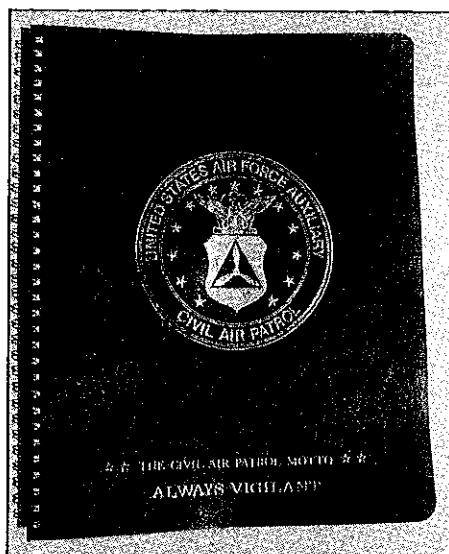 UNITED STATES AIR FORCE AUXILIARY
CIVIL AIR PATROL
★★ THE CIVIL AIR PATROL MOTTO ★★
ALWAYS VIGILANT